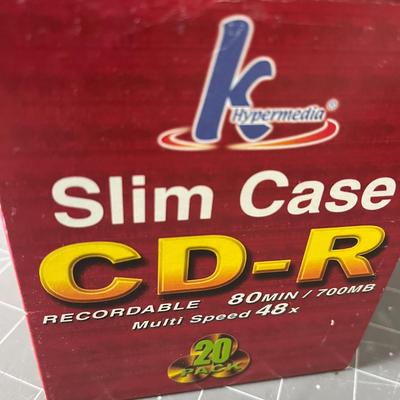 K
Hypermedia®
Slim Case
CD-R
RECORDABLE 80MIN / 700MB
Multi Speed 48x
20
PACK